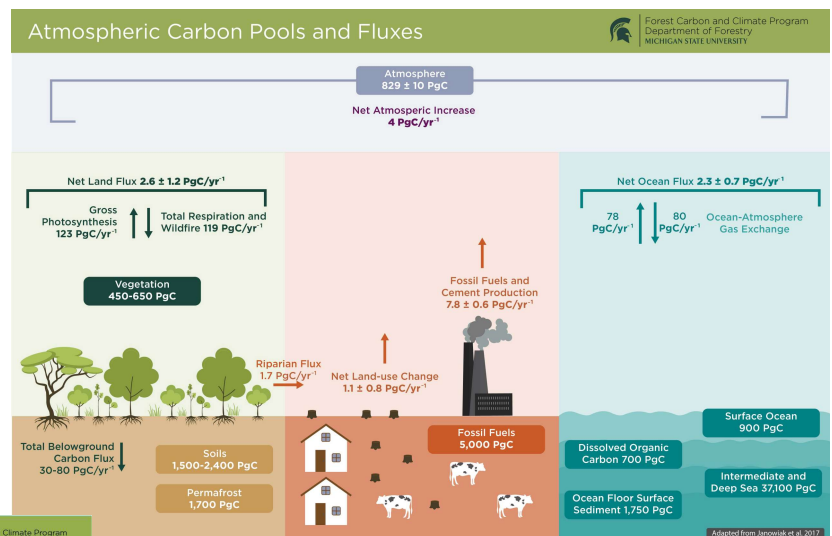 Atmospheric Carbon Pools and Fluxes
Forest Carbon and Climate Program
Department of Forestry
MICHIGAN STATE UNIVERSITY
Atmosphere
829 ± 10 PgC
Net Atmosperic Increase
4 PgC/yr⁻¹
Net Land Flux 2.6 ± 1.2 PgC/yr⁻¹
Gross
Photosynthesis
123 PgC/yr⁻¹
Total Respiration and
Wildfire 119 PgC/yr⁻¹
Vegetation
450-650 PgC
Riparian Flux
1.7 PgC/yr⁻¹
Total Belowground
Carbon Flux
30-80 PgC/yr⁻¹
Soils
1,500-2,400 PgC
Permafrost
1,700 PgC
Net Land-use Change
1.1 ± 0.8 PgC/yr⁻¹
Fossil Fuels and
Cement Production
7.8 ± 0.6 PgC/yr⁻¹
Fossil Fuels
5,000 PgC
Net Ocean Flux 2.3 ± 0.7 PgC/yr⁻¹
78
PgC/yr⁻¹
80
PgC/yr⁻¹
Ocean-Atmosphere
Gas Exchange
Surface Ocean
900 PgC
Dissolved Organic
Carbon 700 PgC
Intermediate and
Deep Sea 37,100 PgC
Ocean Floor Surface
Sediment 1,750 PgC
Climate Program
Adapted from Janowiak et al. 2017